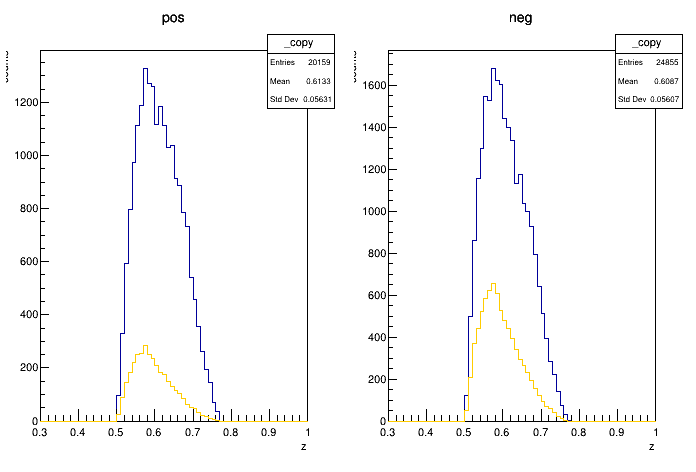 pos
_copy
Entries 20159
Mean 0.6133
Std Dev 0.05631
1200
1000
800
600
400
200
0
0.3 0.4 0.5 0.6 0.7 0.8 0.9 1
z
neg
_copy
Entries 24855
Mean 0.6087
Std Dev 0.05607
1600
1400
1200
1000
800
600
400
200
0
0.3 0.4 0.5 0.6 0.7 0.8 0.9 1
z